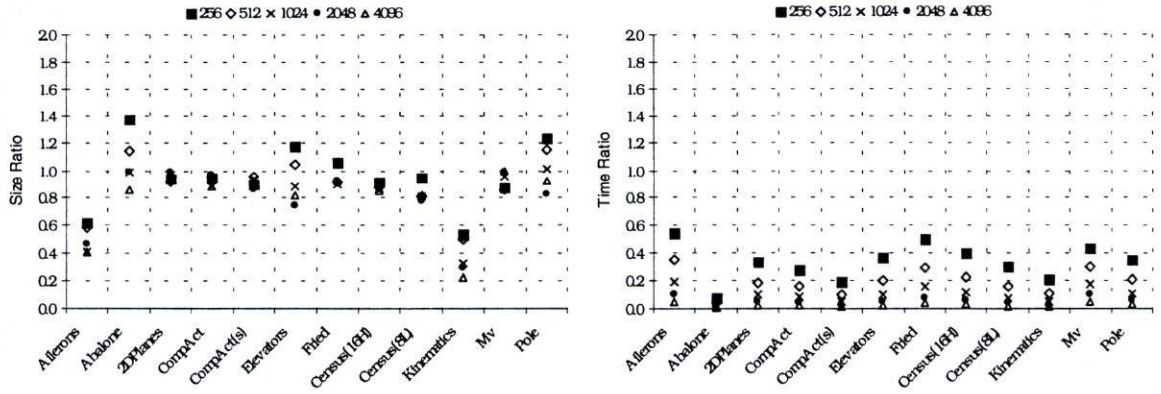 256 512 1024 2048 4096
2.0
1.8
1.6
1.4
1.2
1.0
0.8
0.6
0.4
0.2
0.0
Size Ratio
Ailerons
Abalone
2DPlanes
CompAct
CompAct(s)
Elevators
Fried
Census(16H)
Census(8L)
Kinematics
Mv
Pole
256 512 1024 2048 4096
2.0
1.8
1.6
1.4
1.2
1.0
0.8
0.6
0.4
0.2
0.0
Time Ratio
Ailerons
Abalone
2DPlanes
CompAct
CompAct(s)
Elevators
Fried
Census(16H)
Census(8L)
Kinematics
Mv
Pole